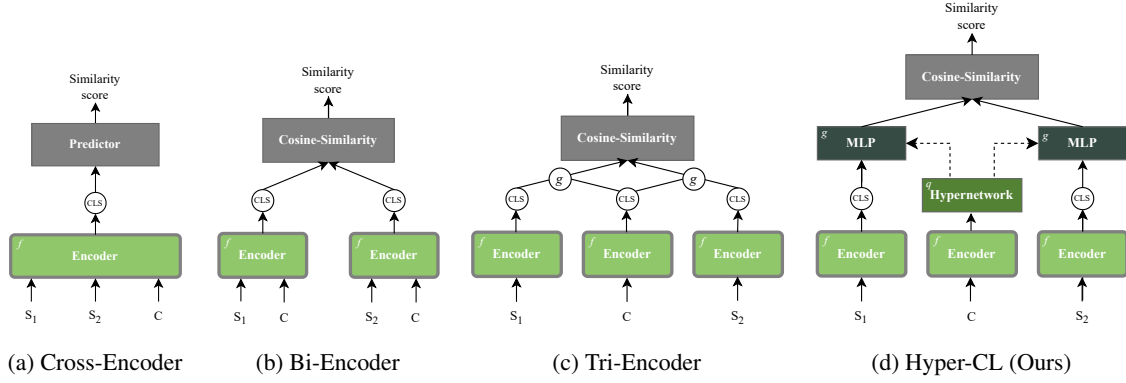 Similarity
score
Predictor
CLS
f
Encoder
S1 S2 C
(a) Cross-Encoder
Similarity
score
Cosine-Similarity
CLS CLS
f f
Encoder Encoder
S1 C S2 C
(b) Bi-Encoder
Similarity
score
Cosine-Similarity
g g
CLS CLS CLS
f f f
Encoder Encoder Encoder
S1 C S2
(c) Tri-Encoder
Similarity
score
Cosine-Similarity
g g
MLP MLP
q
Hypernetwork
CLS CLS
f f f
Encoder Encoder Encoder
S1 C S2
(d) Hyper-CL (Ours)